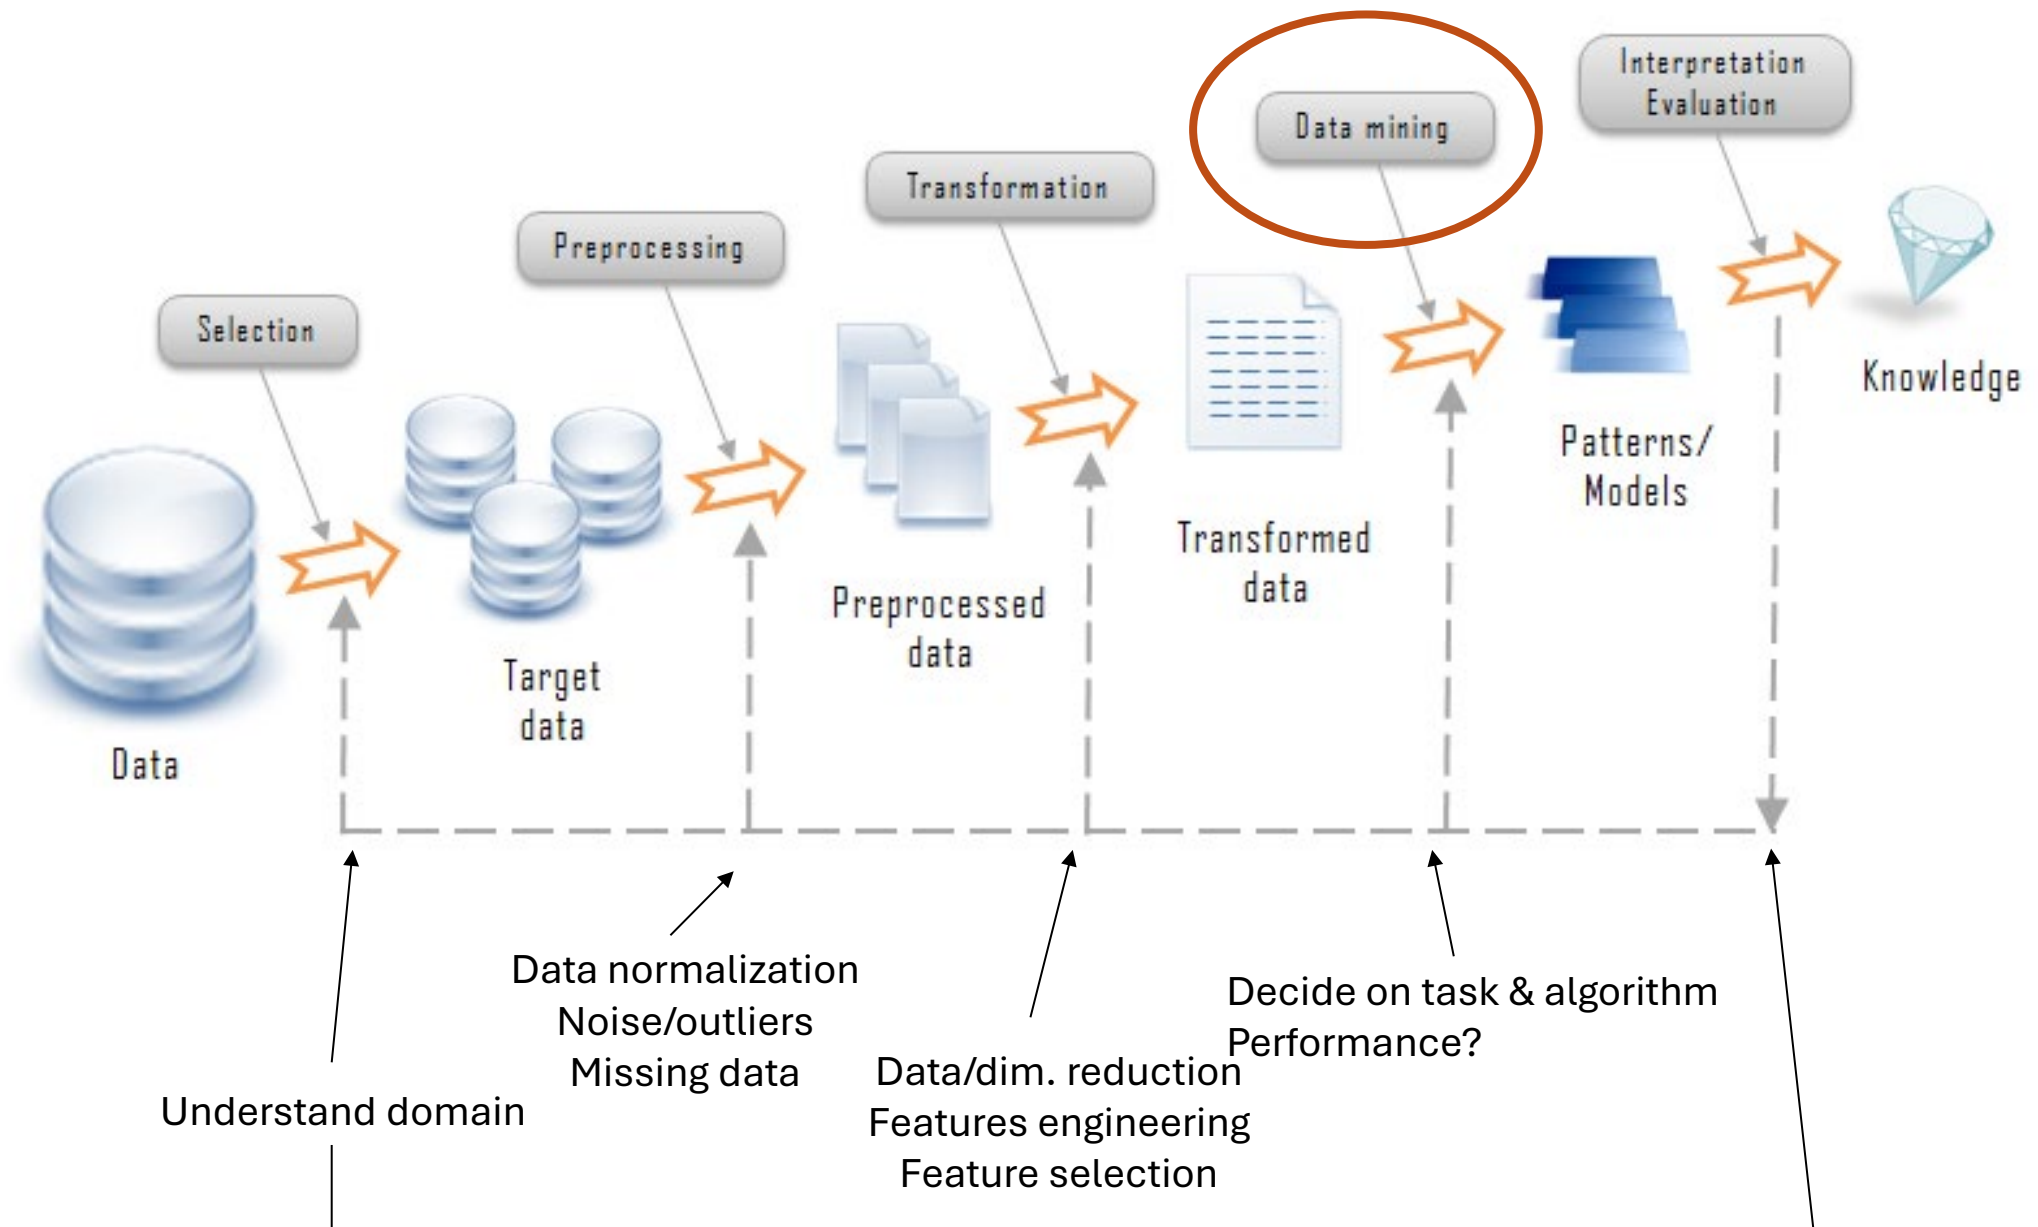 Interpretation
Evaluation
Data mining
Transformation
Preprocessing
Selection
Knowledge
Patterns/
Models
Transformed
data
Preprocessed
data
Target
data
Data
Data normalization
Noise/outliers
Missing data
Decide on task & algorithm
Performance?
Data/dim. reduction
Features engineering
Feature selection
Understand domain